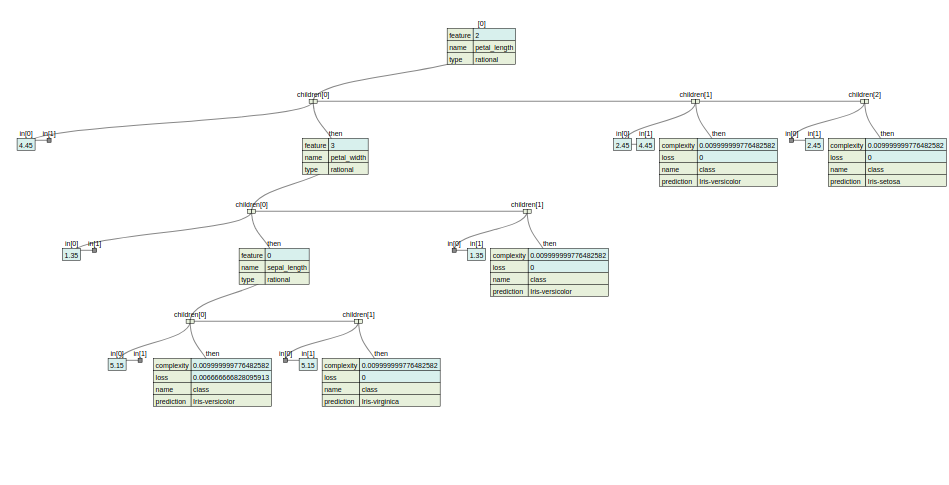 [0]
feature 2
name petal_length
type rational
children[0] children[1] children[2]
in[0] in[1] then in[0] in[1] then in[0] in[1] then
4.45 2.45 4.45 2.45
feature 3
name petal_width
type rational
complexity 0.009999999776482582
loss 0
name class
prediction Iris-versicolor
complexity 0.009999999776482582
loss 0
name class
prediction Iris-setosa
children[0] children[1]
in[0] in[1] then in[0] in[1] then
1.35 1.35
feature 0
name sepal_length
type rational
complexity 0.009999999776482582
loss 0
name class
prediction Iris-versicolor
children[0] children[1]
in[0] in[1] then in[0] in[1] then
5.15 5.15
complexity 0.009999999776482582
loss 0.006666666828095913
name class
prediction Iris-versicolor
complexity 0.009999999776482582
loss 0
name class
prediction Iris-virginica